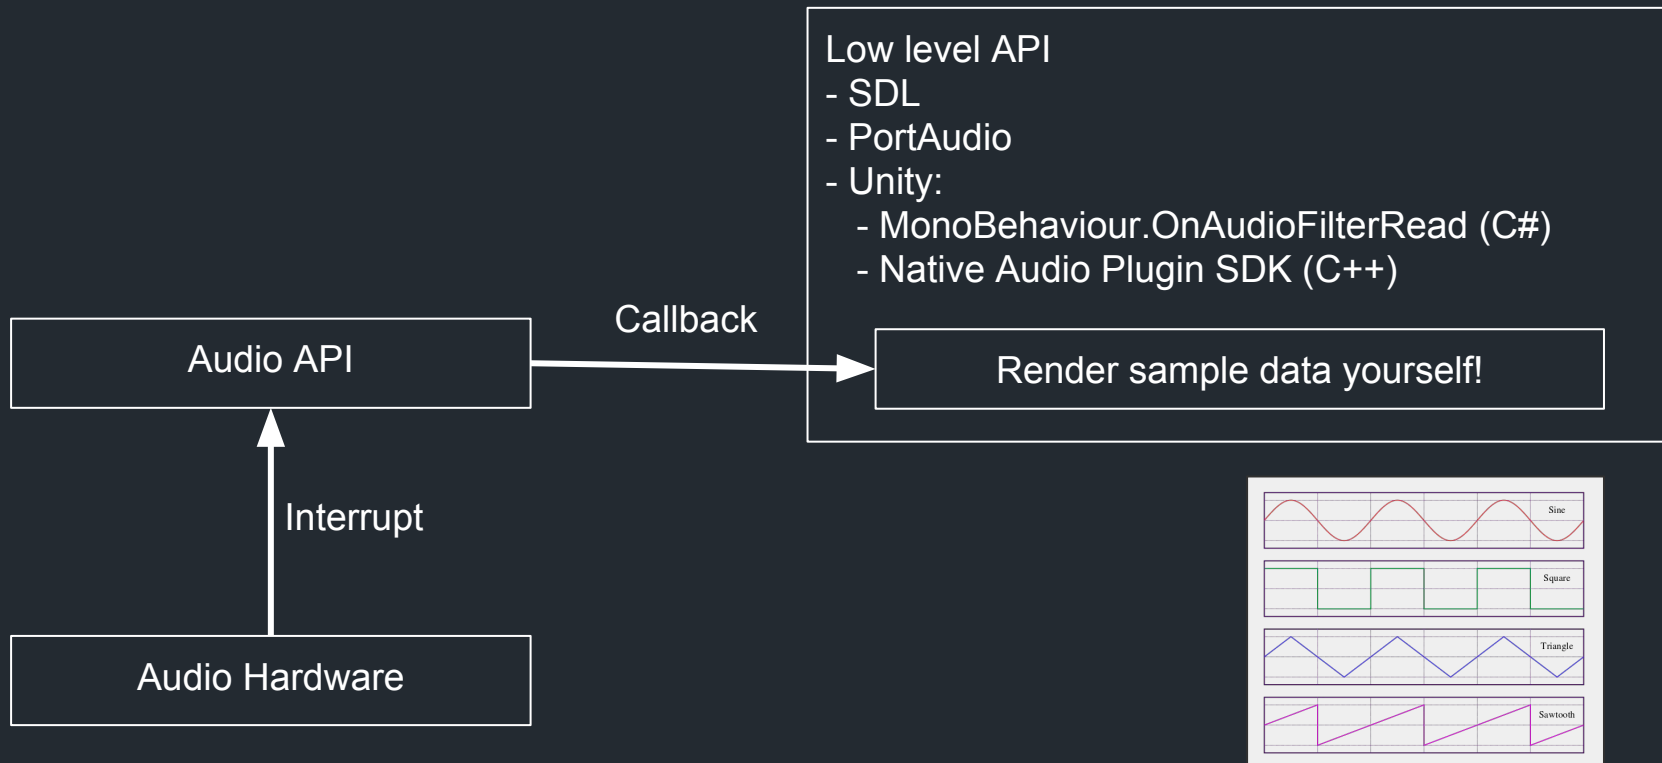 Low level API
- SDL
- PortAudio
- Unity:
- MonoBehaviour.OnAudioFilterRead (C#)
- Native Audio Plugin SDK (C++)
Callback
Audio API
Render sample data yourself!
Interrupt
Audio Hardware
Sine
Square
Triangle
Sawtooth